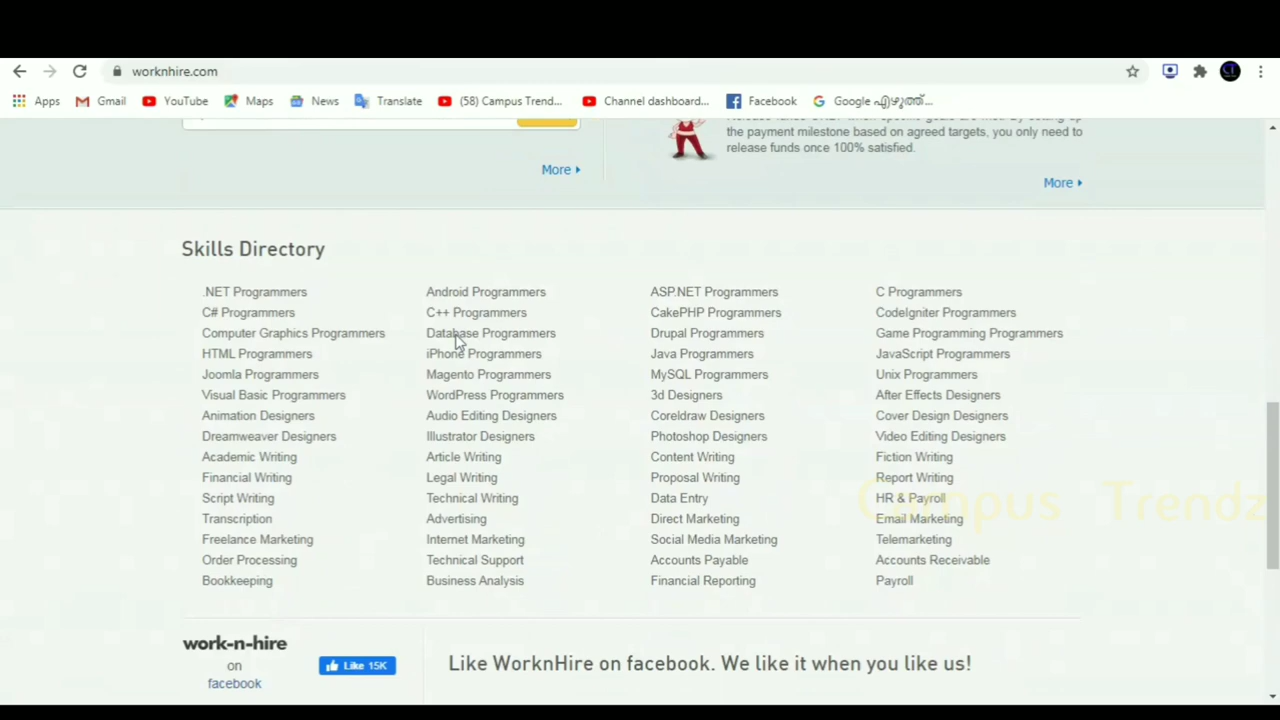 worknhire.com
Apps Gmail YouTube Maps News Translate (58) Campus Trend... Channel dashboard... Facebook Google എഴുത്ത്...
the payment milestone based on agreed targets, you only need to
release funds once 100% satisfied.
More
More
Skills Directory
.NET Programmers Android Programmers ASP.NET Programmers C Programmers
C# Programmers C++ Programmers CakePHP Programmers CodeIgniter Programmers
Computer Graphics Programmers Database Programmers Drupal Programmers Game Programming Programmers
HTML Programmers iPhone Programmers Java Programmers JavaScript Programmers
Joomla Programmers Magento Programmers MySQL Programmers Unix Programmers
Visual Basic Programmers WordPress Programmers 3d Designers After Effects Designers
Animation Designers Audio Editing Designers Coreldraw Designers Cover Design Designers
Dreamweaver Designers Illustrator Designers Photoshop Designers Video Editing Designers
Academic Writing Article Writing Content Writing Fiction Writing
Financial Writing Legal Writing Proposal Writing Report Writing
Script Writing Technical Writing Data Entry HR & Payroll
Campus Trendz
Transcription Advertising Direct Marketing Email Marketing
Freelance Marketing Internet Marketing Social Media Marketing Telemarketing
Order Processing Technical Support Accounts Payable Accounts Receivable
Bookkeeping Business Analysis Financial Reporting Payroll
work-n-hire
on
facebook
Like 15K
Like WorknHire on facebook. We like it when you like us!